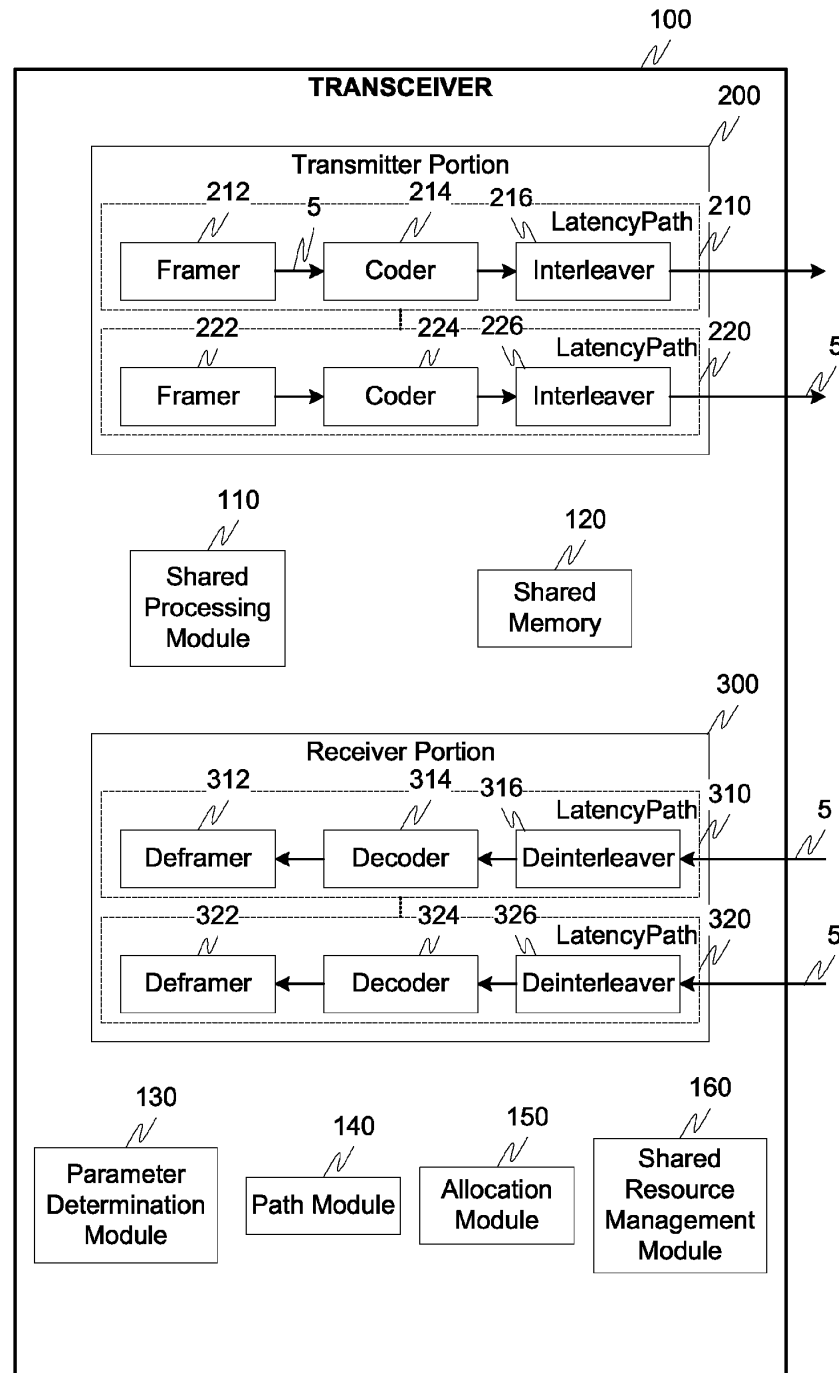 100
TRANSCEIVER
200
Transmitter Portion
212
5
214
216
LatencyPath
210
Framer
Coder
Interleaver
222
224
226
LatencyPath
220
5
Framer
Coder
Interleaver
110
120
Shared
Processing
Module
Shared
Memory
300
Receiver Portion
312
314
316
LatencyPath
310
5
Deframer
Decoder
Deinterleaver
322
324
326
LatencyPath
320
5
Deframer
Decoder
Deinterleaver
130
140
150
160
Parameter
Determination
Module
Path Module
Allocation
Module
Shared
Resource
Management
Module